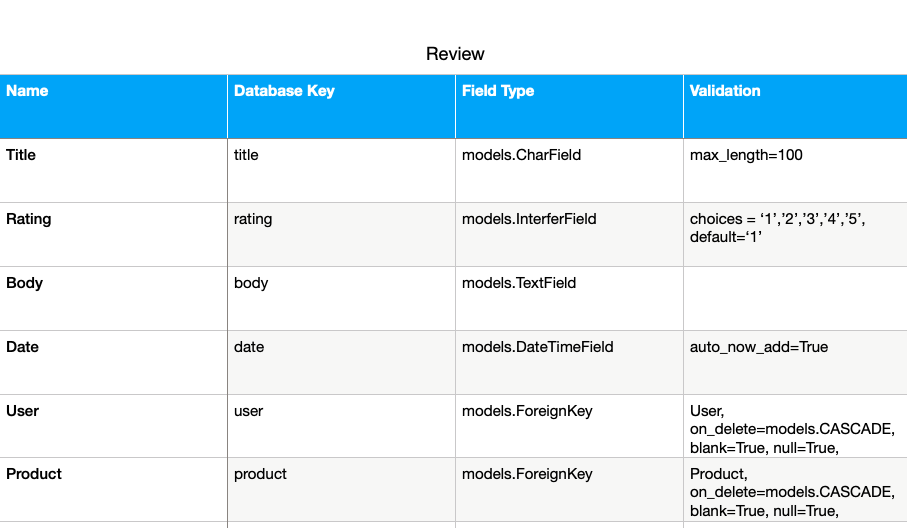 Review
Name Database Key Field Type Validation
Title title models.CharField max_length=100
Rating rating models.InterferField choices = ‘1’,’2’,’3’,’4’,’5’,
default=‘1’
Body body models.TextField
Date date models.DateTimeField auto_now_add=True
User user models.ForeignKey User,
on_delete=models.CASCADE,
blank=True, null=True,
Product product models.ForeignKey Product,
on_delete=models.CASCADE,
blank=True, null=True,